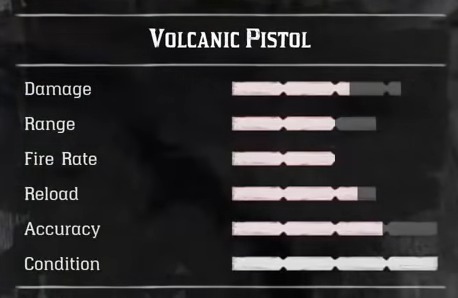 Volcanic Pistol
Damage
Range
Fire Rate
Reload
Accuracy
Condition